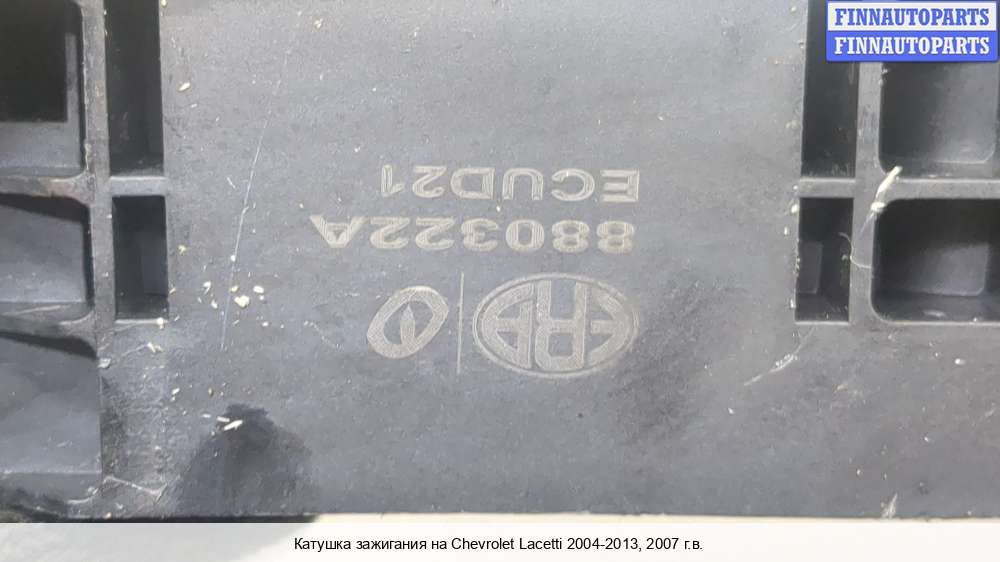 FINNAUTOPARTS
FINNAUTOPARTS
ERA
880322A
ECUD21
Катушка зажигания на Chevrolet Lacetti 2004-2013, 2007 г.в.